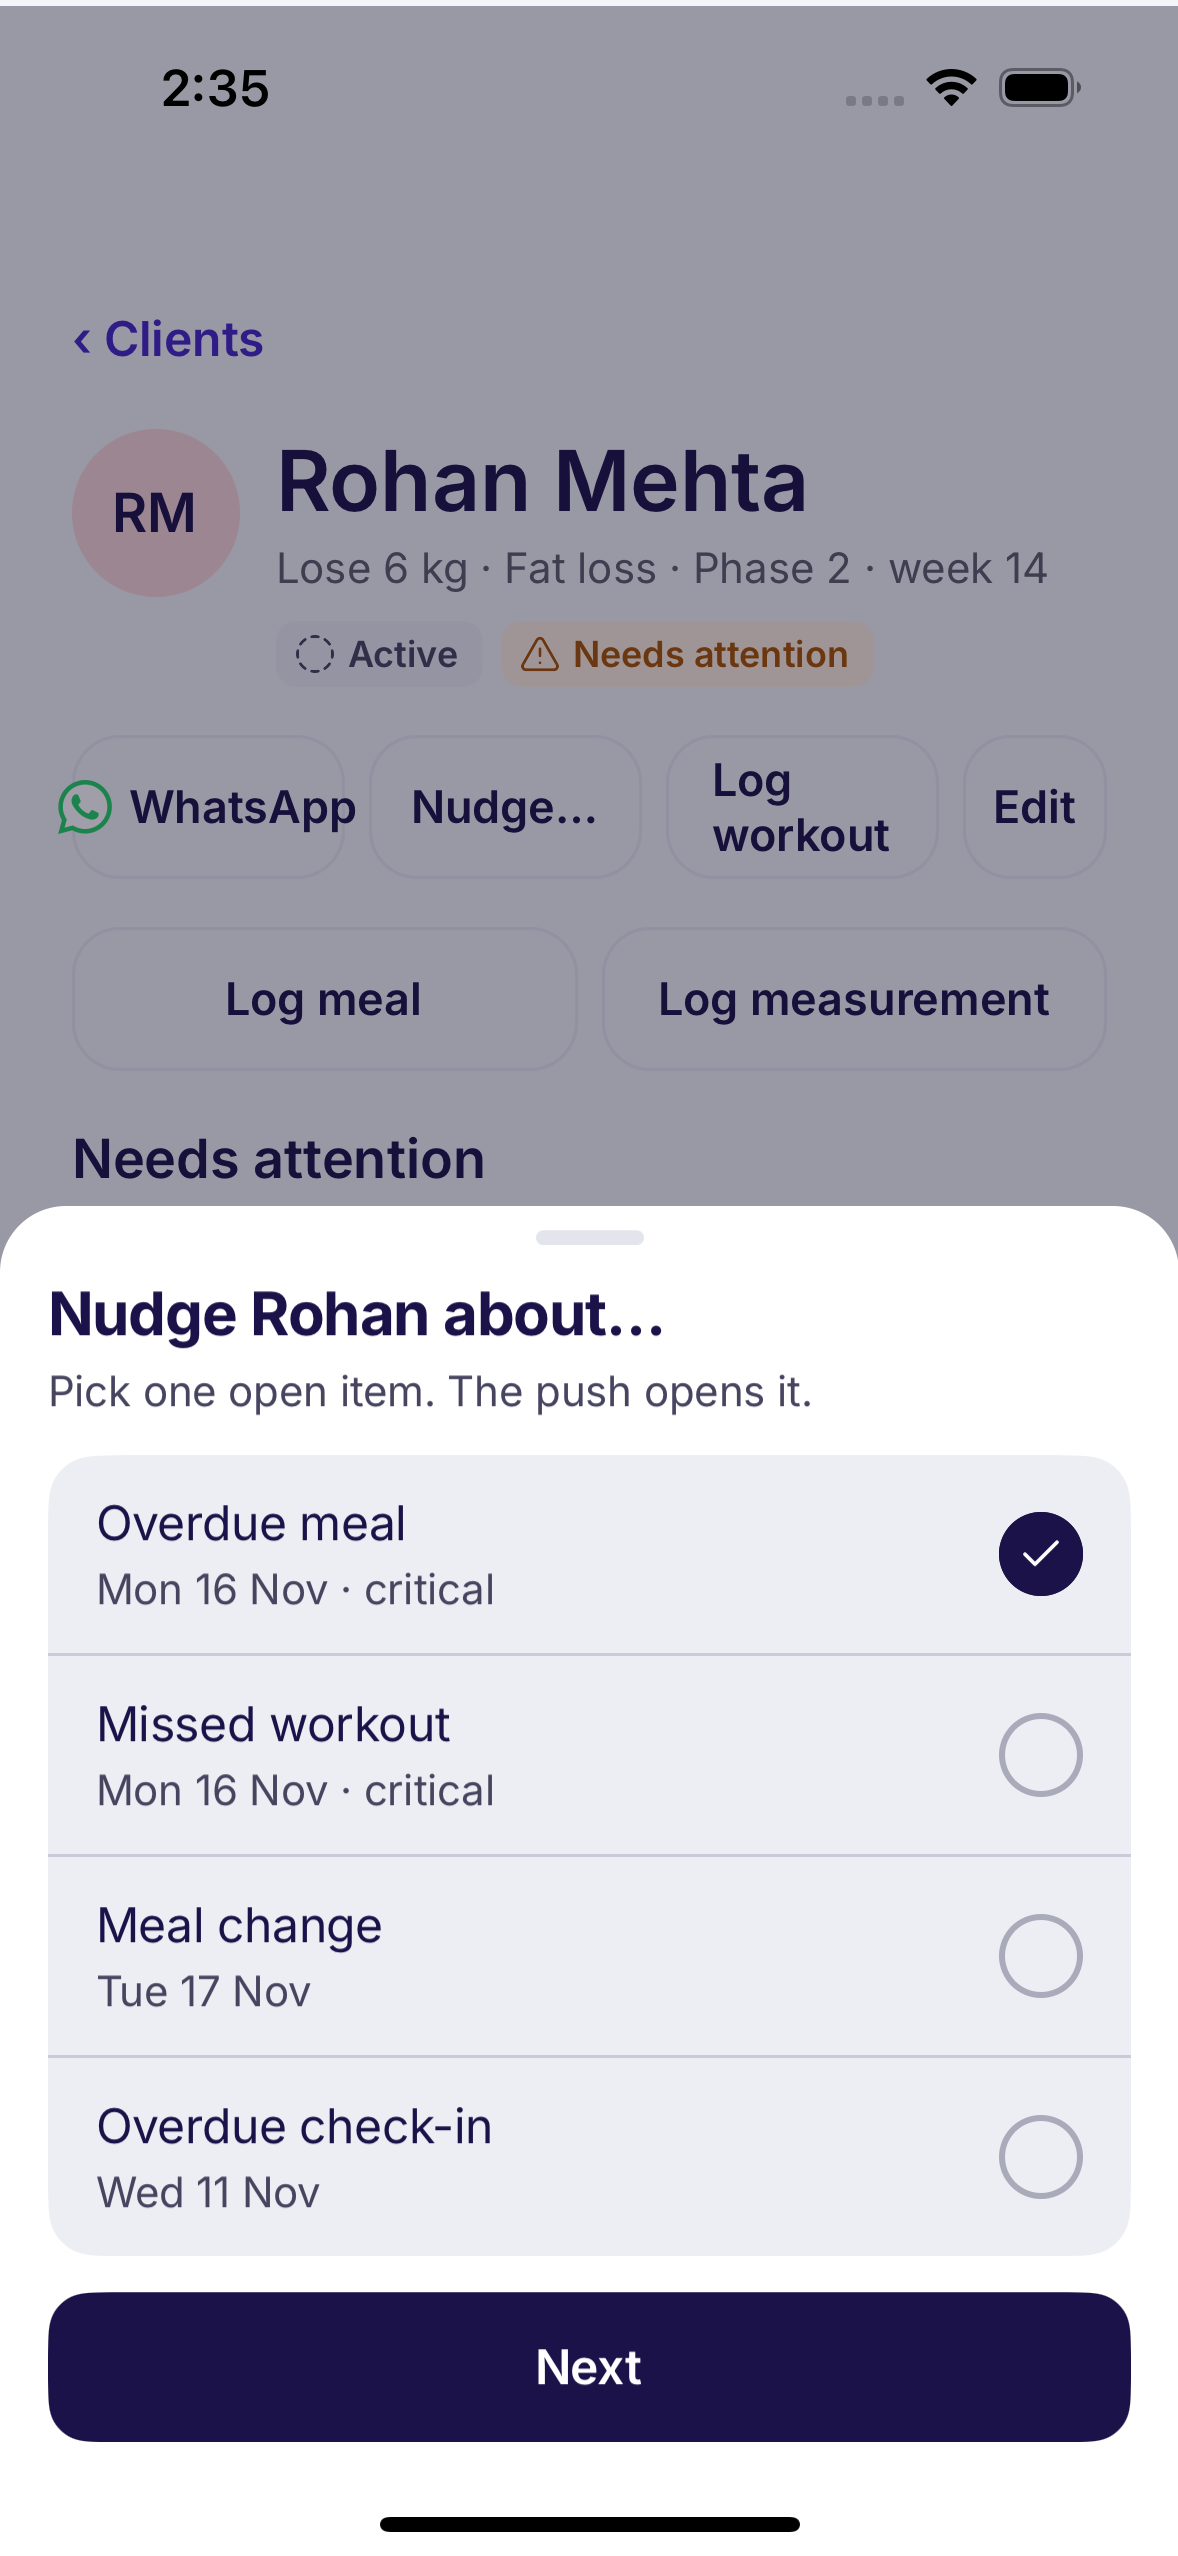 2:35
‹ Clients
RM
Rohan Mehta
Lose 6 kg · Fat loss · Phase 2 · week 14
Active
Needs attention
WhatsApp
Nudge...
Log
workout
Edit
Log meal
Log measurement
Needs attention
Nudge Rohan about...
Pick one open item. The push opens it.
Overdue meal
Mon 16 Nov · critical
Missed workout
Mon 16 Nov · critical
Meal change
Tue 17 Nov
Overdue check-in
Wed 11 Nov
Next